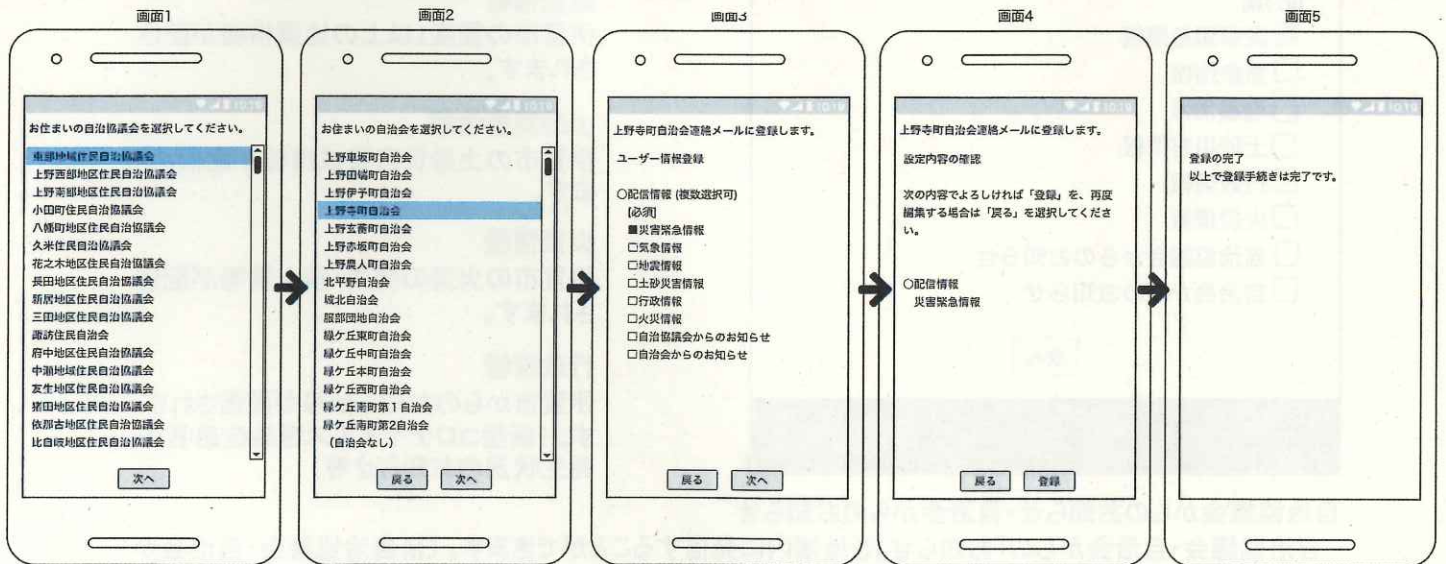 画面1
お住まいの自治協議会を選択してください。
東部地域住民自治協議会
上野西部地区住民自治協議会
上野南部地区住民自治協議会
小田町住民自治協議会
八幡町地区住民自治協議会
久米住民自治協議会
花之木地区住民自治協議会
長田地区住民自治協議会
新居地区住民自治協議会
三田地区住民自治協議会
諏訪住民自治会
府中地区住民自治協議会
中瀬地域住民自治協議会
友生地区住民自治協議会
猪田地区住民自治協議会
依那古地区住民自治協議会
比自岐地区住民自治協議会
次へ
画面2
お住まいの自治会を選択してください。
上野車坂町自治会
上野田端町自治会
上野伊予町自治会
上野寺町自治会
上野玄蕃町自治会
上野赤坂町自治会
上野農人町自治会
北平野自治会
城北自治会
服部団地自治会
緑ケ丘東町自治会
緑ケ丘中町自治会
緑ケ丘本町自治会
緑ケ丘西町自治会
緑ケ丘南町第1自治会
緑ケ丘南町第2自治会
(自治会なし)
戻る 次へ
画面3
上野寺町自治会連絡メールに登録します。
ユーザー情報登録
○配信情報 (複数選択可)
[必須]
■災害緊急情報
□気象情報
□地震情報
□土砂災害情報
□行政情報
□火災情報
□自治協議会からのお知らせ
□自治会からのお知らせ
戻る 次へ
画面4
上野寺町自治会連絡メールに登録します。
設定内容の確認
次の内容でよろしければ「登録」を、再度
編集する場合は「戻る」を選択してくださ
い。
○配信情報
災害緊急情報
戻る 登録
画面5
登録の完了
以上で登録手続きは完了です。